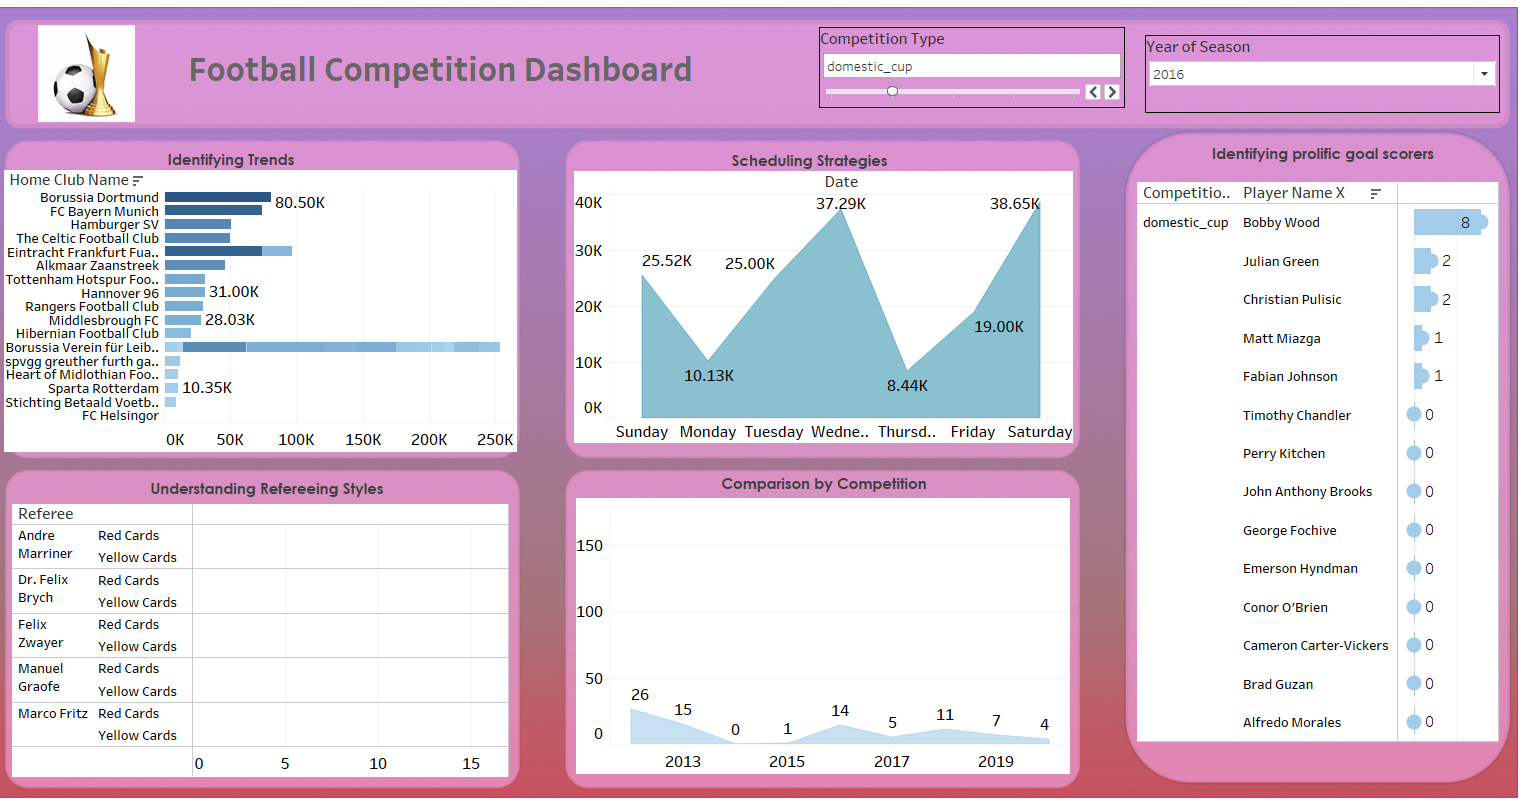 Football Competition Dashboard
Competition Type
domestic_cup
Year of Season
2016
Identifying Trends
Home Club Name
Borussia Dortmund
80.50K
FC Bayern Munich
Hamburger SV
The Celtic Football Club
Eintracht Frankfurt Fua..
Alkmaar Zaanstreek
Tottenham Hotspur Foo..
Hannover 96
31.00K
Rangers Football Club
Middlesbrough FC
28.03K
Hibernian Football Club
Borussia Verein für Leib..
spvgg greuther furth ga..
Heart of Midlothian Foo..
Sparta Rotterdam
10.35K
Stichting Betaald Voetb..
FC Helsingor
0K 50K 100K 150K 200K 250K
Scheduling Strategies
Date
40K
30K
20K
10K
0K
25.52K
10.13K
25.00K
37.29K
8.44K
19.00K
38.65K
Sunday Monday Tuesday Wedne.. Thursd.. Friday Saturday
Identifying prolific goal scorers
Competitio.. Player Name X
domestic_cup Bobby Wood 8
Julian Green 2
Christian Pulisic 2
Matt Miazga 1
Fabian Johnson 1
Timothy Chandler 0
Perry Kitchen 0
John Anthony Brooks 0
George Fochive 0
Emerson Hyndman 0
Conor O’Brien 0
Cameron Carter-Vickers 0
Brad Guzan 0
Alfredo Morales 0
Understanding Refereeing Styles
Referee
Andre
Marriner
Red Cards
Yellow Cards
Dr. Felix
Brych
Red Cards
Yellow Cards
Felix
Zwayer
Red Cards
Yellow Cards
Manuel
Graofe
Red Cards
Yellow Cards
Marco Fritz
Red Cards
Yellow Cards
0 5 10 15
Comparison by Competition
150
100
50
0
26 15 0 1 14 5 11 7 4
2013 2015 2017 2019